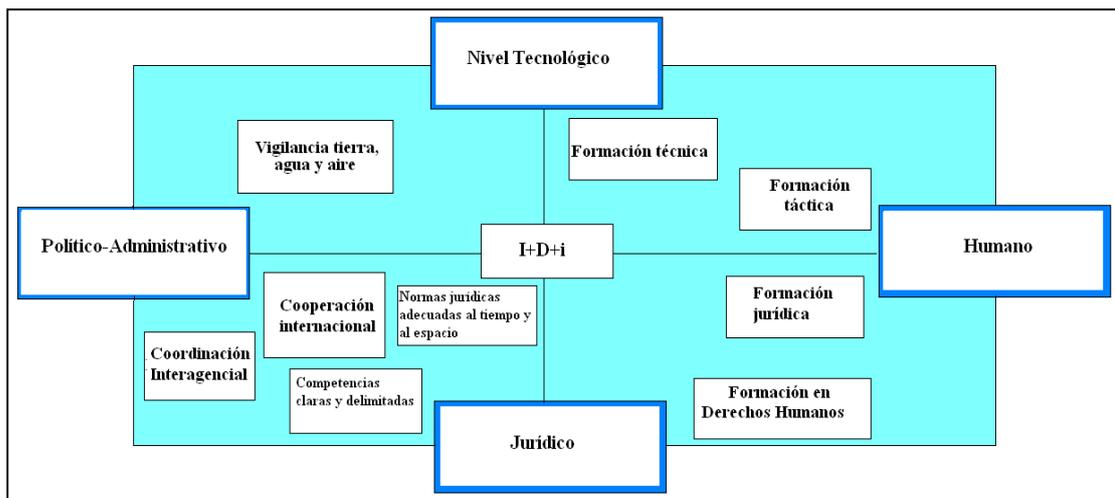 Nivel Tecnológico
Vigilancia tierra,
agua y aire
Formación técnica
Formación
táctica
Político-Administrativo
I+D+i
Humano
Cooperación
internacional
Normas jurídicas
adecuadas al tiempo y
al espacio
Formación
jurídica
Coordinación
Interagencial
Competencias
claras y delimitadas
Formación en
Derechos Humanos
Jurídico